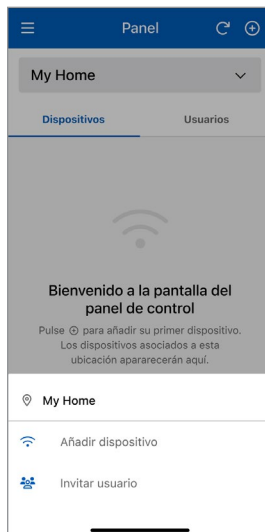 Panel
My Home
Dispositivos Usuarios
Bienvenido a la pantalla del
panel de control
Pulse ⊕ para añadir su primer dispositivo.
Los dispositivos asociados a esta
ubicación apararecerán aquí.
My Home
Añadir dispositivo
Invitar usuario